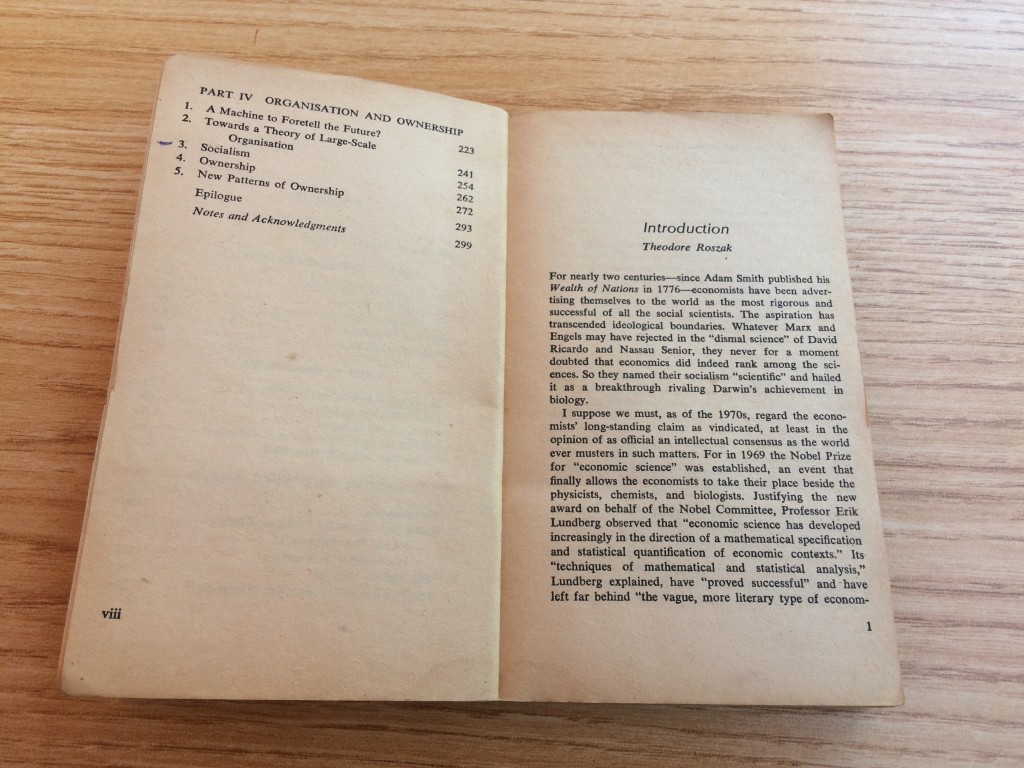 PART IV ORGANISATION AND OWNERSHIP
1. A Machine to Foretell the Future? 223
2. Towards a Theory of Large-Scale
Organisation 241
3. Socialism 254
4. Ownership 262
5. New Patterns of Ownership 272
Epilogue 293
Notes and Acknowledgments 299
viii
Introduction
Theodore Roszak
For nearly two centuries—since Adam Smith published his
Wealth of Nations in 1776—economists have been adver-
tising themselves to the world as the most rigorous and
successful of all the social scientists. The aspiration has
transcended ideological boundaries. Whatever Marx and
Engels may have rejected in the "dismal science" of David
Ricardo and Nassau Senior, they never for a moment
doubted that economics did indeed rank among the sci-
ences. So they named their socialism "scientific" and hailed
it as a breakthrough rivaling Darwin's achievement in
biology.
I suppose we must, as of the 1970s, regard the econo-
mists' long-standing claim as vindicated, at least in the
opinion of as official an intellectual consensus as the world
ever musters in such matters. For in 1969 the Nobel Prize
for "economic science" was established, an event that
finally allows the economists to take their place beside the
physicists, chemists, and biologists. Justifying the new
award on behalf of the Nobel Committee, Professor Erik
Lundberg observed that "economic science has developed
increasingly in the direction of a mathematical specification
and statistical quantification of economic contexts." Its
"techniques of mathematical and statistical analysis,"
Lundberg explained, have "proved successful" and have
left far behind "the vague, more literary type of econom-
1